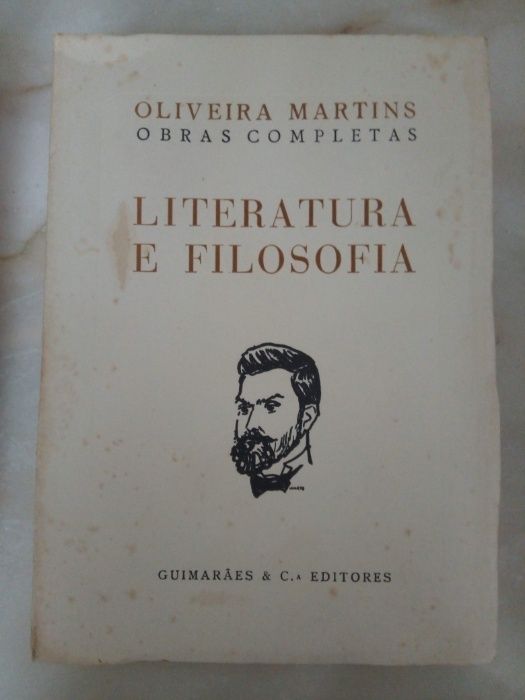 OLIVEIRA MARTINS
OBRAS COMPLETAS
LITERATURA
E FILOSOFIA
GUIMARÃES & C.ᴬ EDITORES